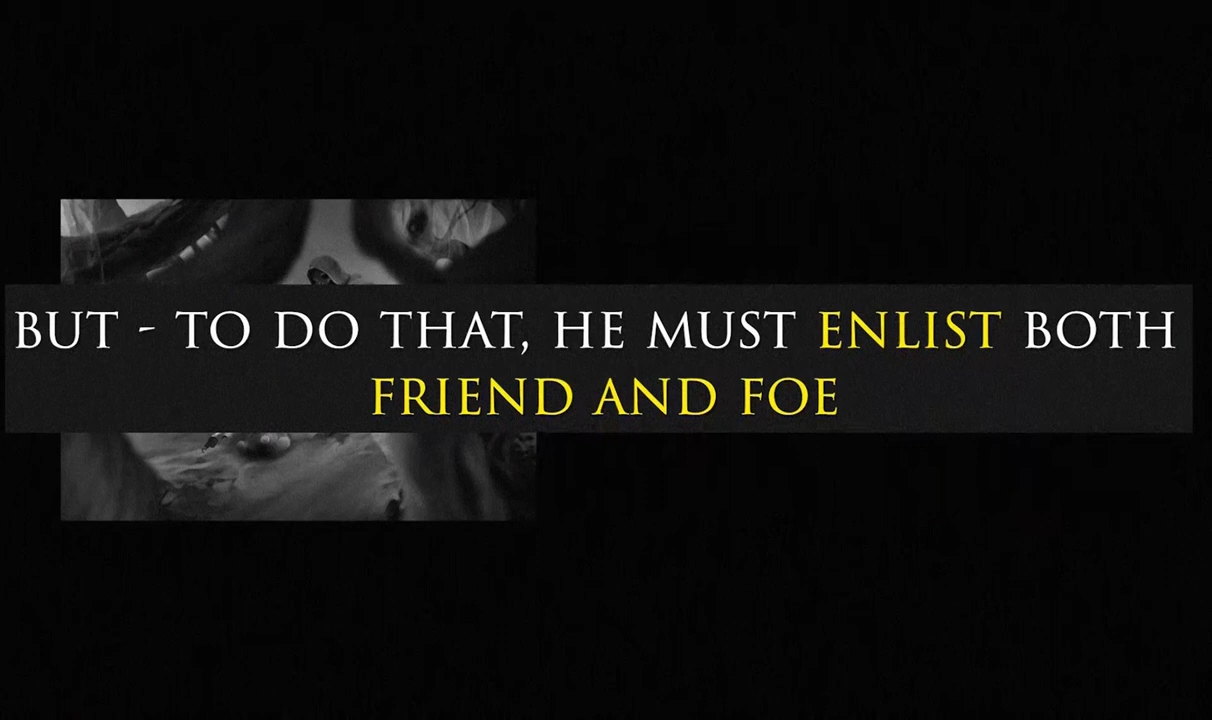 BUT - TO DO THAT, HE MUST ENLIST BOTH
FRIEND AND FOE